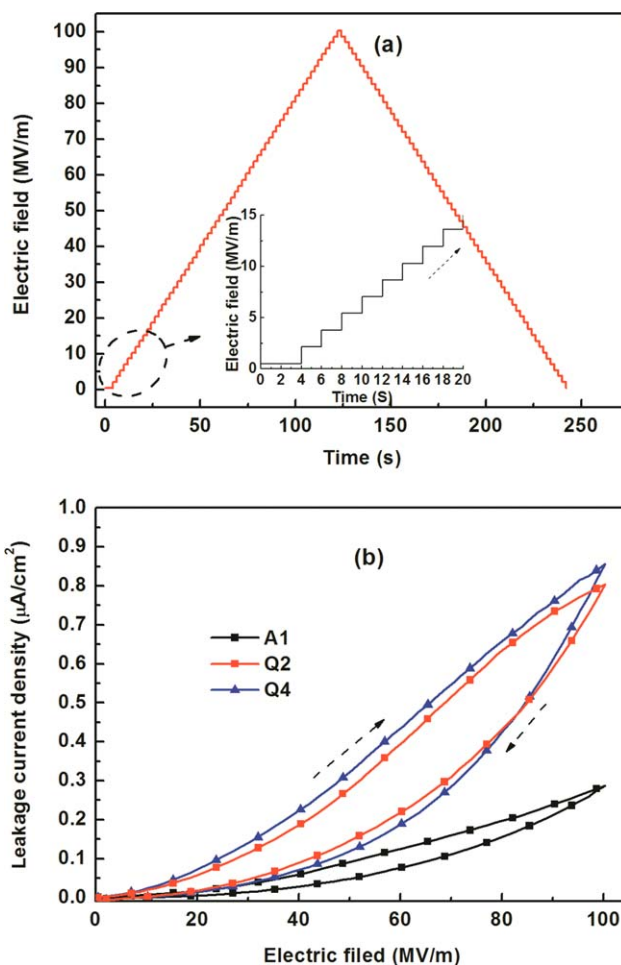 (a)
Electric field (MV/m)
100
90
80
70
60
50
40
30
20
10
0
Electric field (MV/m)
15
10
5
0
0 2 4 6 8 10 12 14 16 18 20
Time (S)
0 50 100 150 200 250
Time (s)
(b)
Leakage current density (μA/cm²)
1.0
0.9
0.8
0.7
0.6
0.5
0.4
0.3
0.2
0.1
0.0
A1
Q2
Q4
0 20 40 60 80 100
Electric filed (MV/m)